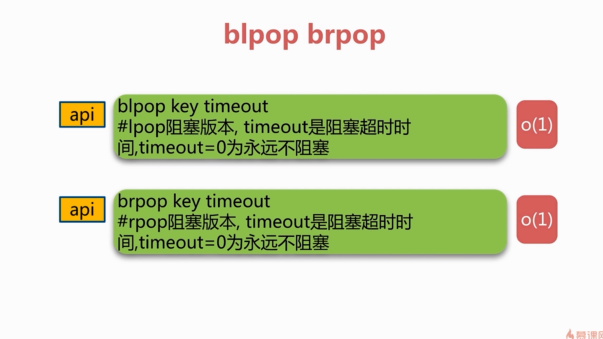 blpop brpop
api
blpop key timeout
#lpop阻塞版本, timeout是阻塞超时时
间,timeout=0为永远不阻塞
o(1)
api
brpop key timeout
#rpop阻塞版本, timeout是阻塞超时时
间,timeout=0为永远不阻塞
o(1)